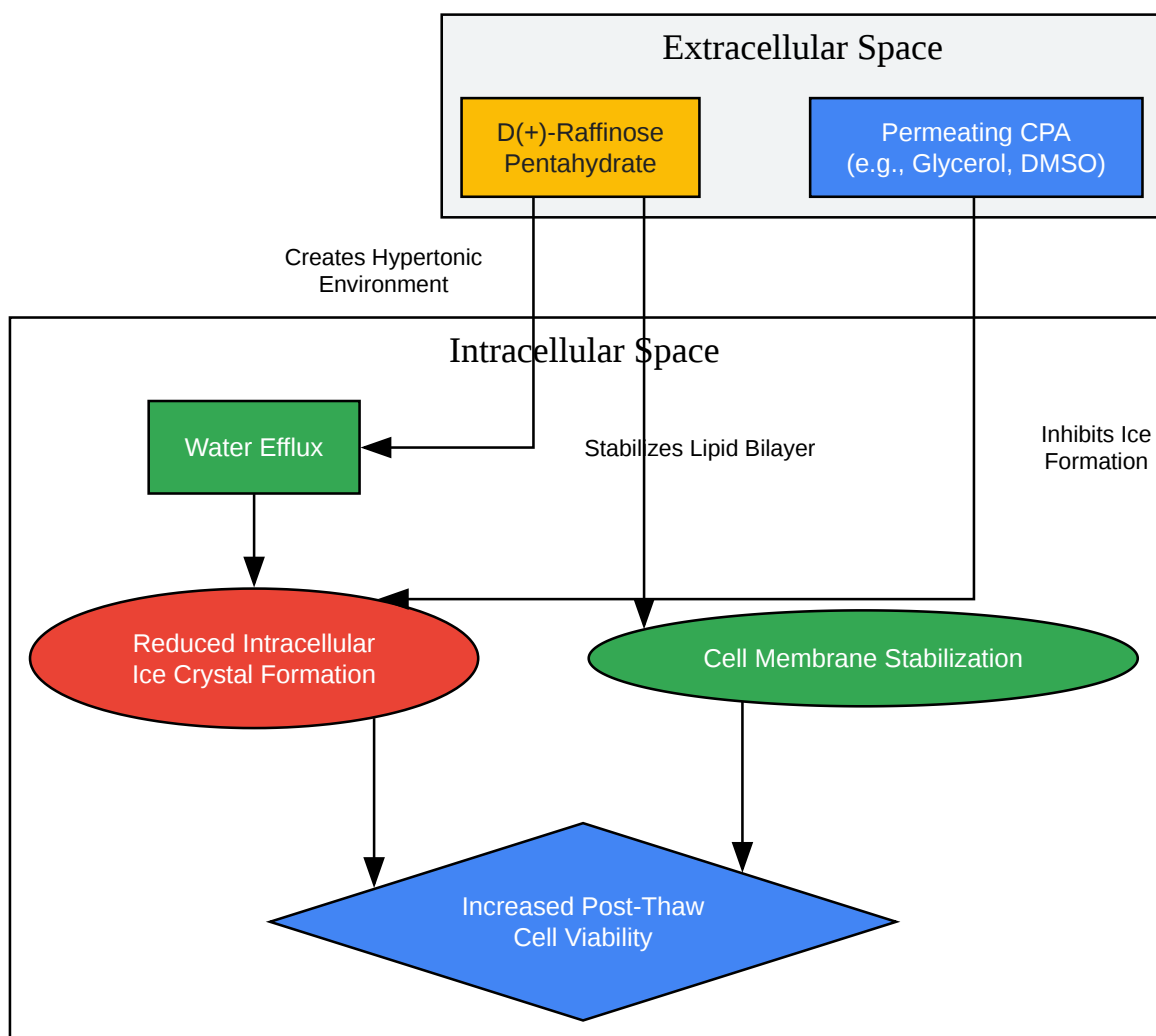 Extracellular Space
D(+)-Raffinose
Pentahydrate
Permeating CPA
(e.g., Glycerol, DMSO)
Creates Hypertonic
Environment
Intracellular Space
Water Efflux
Stabilizes Lipid Bilayer
Inhibits Ice
Formation
Reduced Intracellular
Ice Crystal Formation
Cell Membrane Stabilization
Increased Post-Thaw
Cell Viability